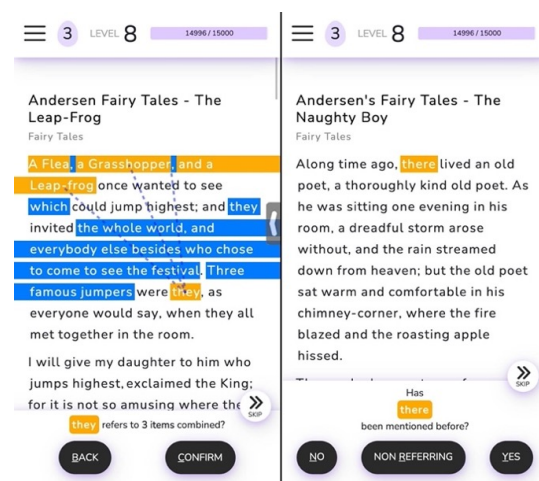 3 LEVEL 8 14996 / 15000
Andersen Fairy Tales - The
Leap-Frog
Fairy Tales
A Flea, a Grasshopper, and a
Leap-frog once wanted to see
which could jump highest; and they
invited the whole world, and
everybody else besides who chose
to come to see the festival. Three
famous jumpers were they, as
everyone would say, when they all
met together in the room.
I will give my daughter to him who
jumps highest, exclaimed the King;
for it is not so amusing where the
SKIP
they refers to 3 items combined?
BACK CONFIRM
3 LEVEL 8 14996 / 15000
Andersen's Fairy Tales - The
Naughty Boy
Fairy Tales
Along time ago, there lived an old
poet, a thoroughly kind old poet. As
he was sitting one evening in his
room, a dreadful storm arose
without, and the rain streamed
down from heaven; but the old poet
sat warm and comfortable in his
chimney-corner, where the fire
blazed and the roasting apple
hissed.
SKIP
Has
there
been mentioned before?
NO NON REFERRING YES